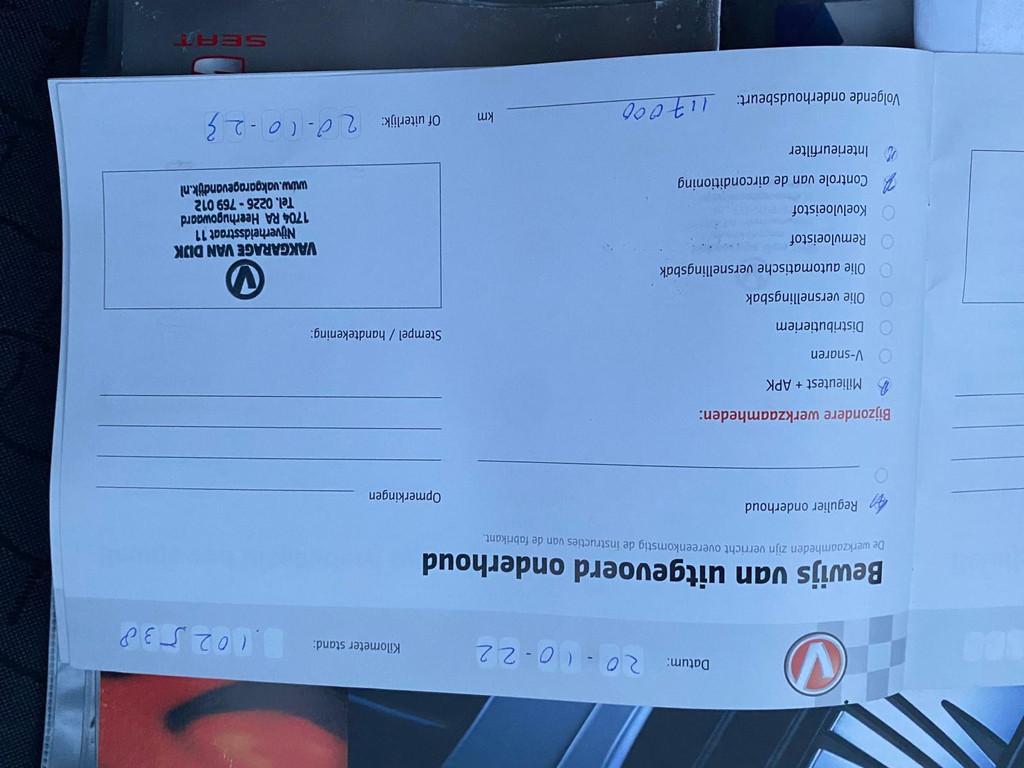 Datum: 20-10-22
Kilometer stand: 102538
Bewijs van uitgevoerd onderhoud
De werkzaamheden zijn verricht overeenkomstig de instructies van de fabrikant.
Regulier onderhoud
Opmerkingen
Bijzondere werkzaamheden:
Milieutest + APK
V-snaren
Distributieriem
Olie versnellingsbak
Olie automatische versnellingsbak
Remvloeistof
Koelvloeistof
Controle van de airconditioning
Interieurfilter
Stempel / handtekening:
VAKGARAGE VAN DIJK
Nijverheidsstraat 11
1704 RA Heerhugowaard
Tel. 0226 - 769 012
www.vakgaragevandijk.nl
Volgende onderhoudsbeurt: 117000 km
Of uiterlijk: 20-10-23
SEAT